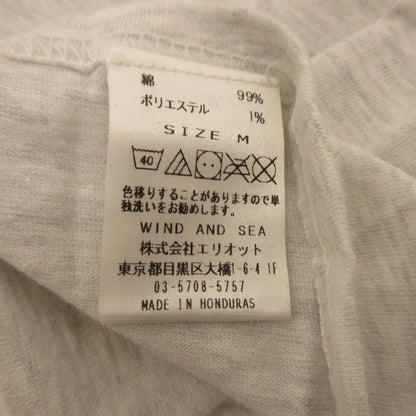 綿 99%
ポリエステル 1%
SIZE M
40
色移りすることがありますので単
独洗いをお勧めします。
WIND AND SEA
株式会社エリオット
東京都目黒区大橋1-6-4 1F
03-5708-5757
MADE IN HONDURAS